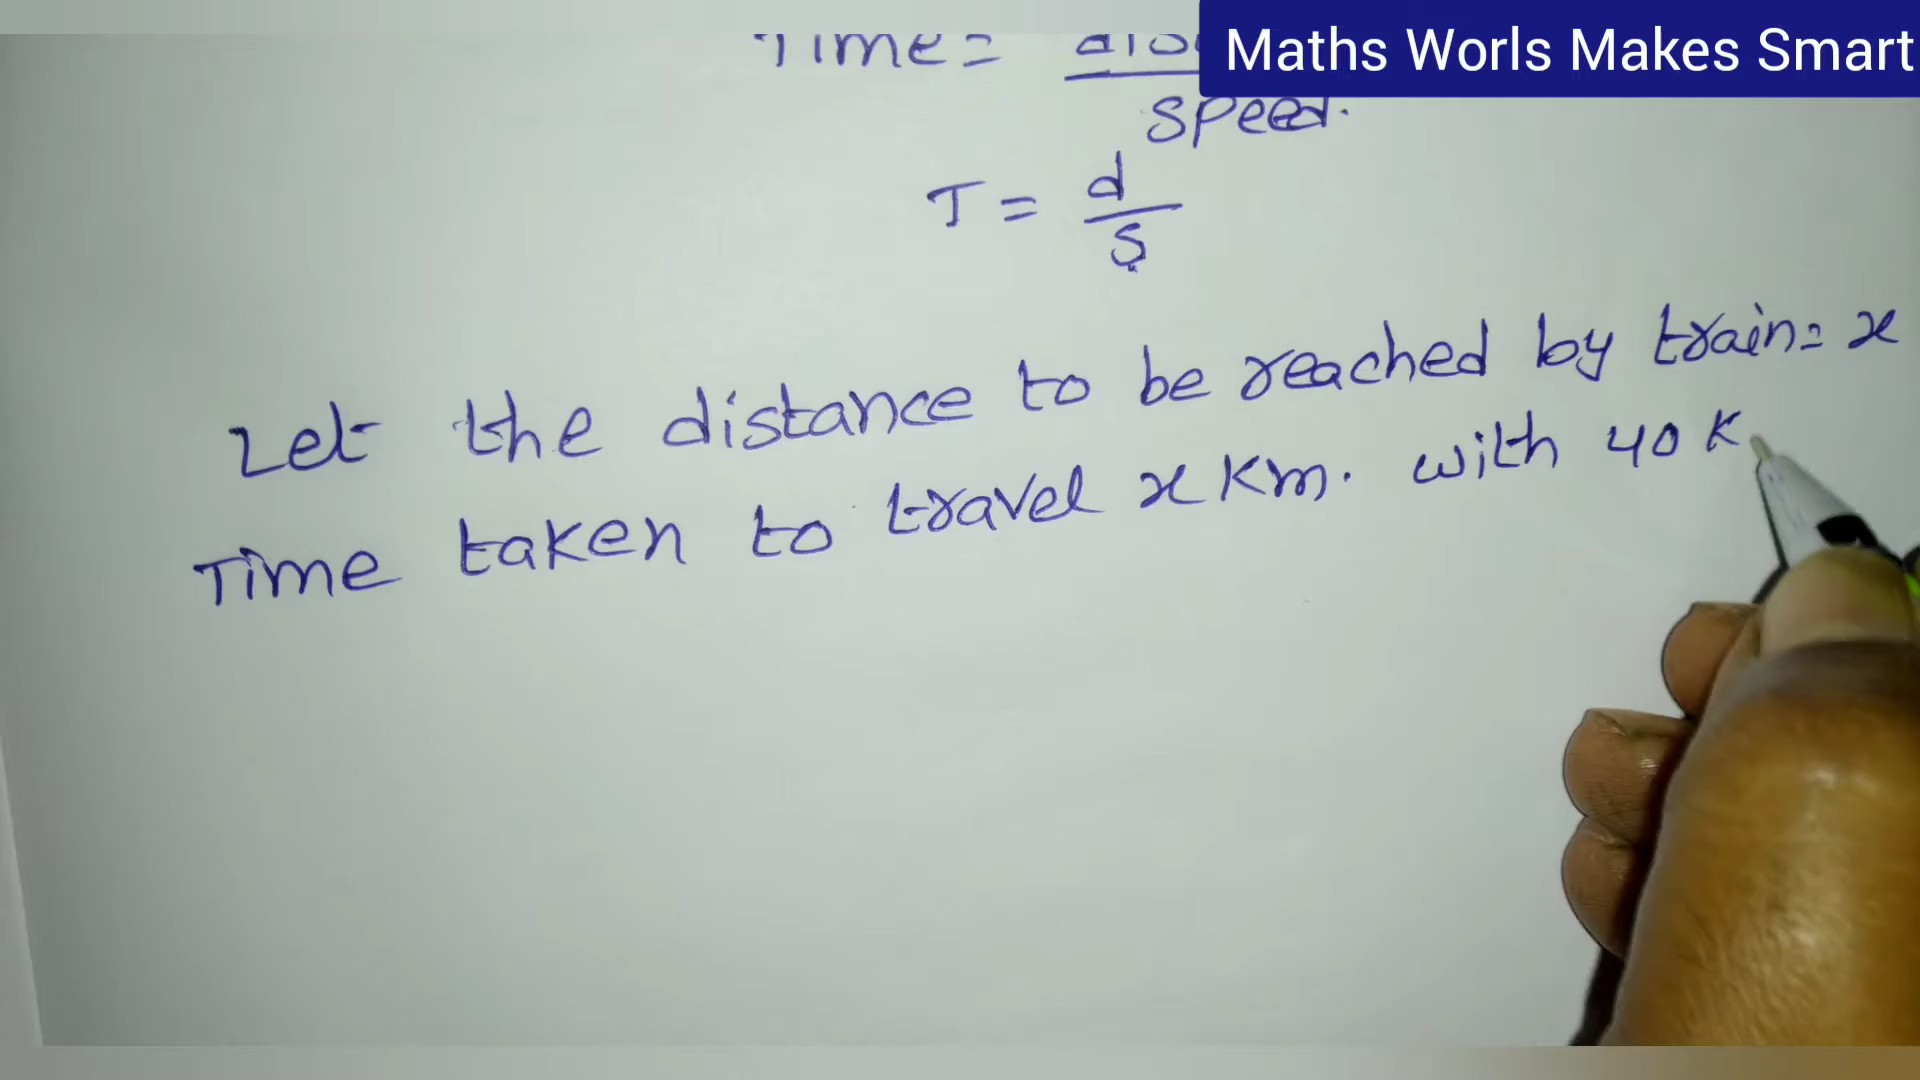 Maths Worls Makes Smart
Time =
speed.
T = d
S
Let the distance to be reached by train = x
Time taken to travel x Km. with 40 K